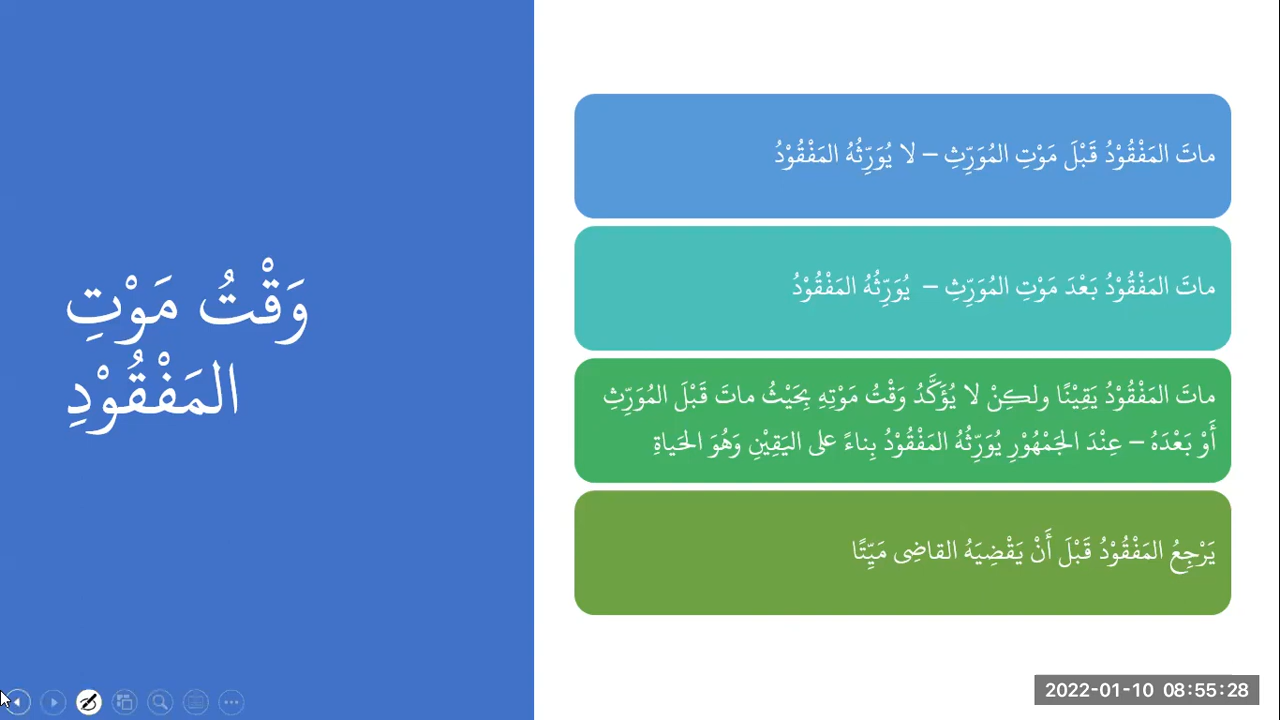 وَقْتُ مَوْتِ
المَفْقُوْدِ
ماتَ المَفْقُوْدُ قَبْلَ مَوْتِ المُوَرِّثِ – لا يُوَرِّثُهُ المَفْقُوْدُ
ماتَ المَفْقُوْدُ بَعْدَ مَوْتِ المُوَرِّثِ – يُوَرِّثُهُ المَفْقُوْدُ
ماتَ المَفْقُوْدُ يَقِيْنًا ولكِنْ لا يُؤَكَّدُ وَقْتُ مَوْتِهِ بِحَيْثُ ماتَ قَبْلَ المُوَرِّثِ
أَوْ بَعْدَهُ – عِنْدَ الجَمْهُوْرِ يُوَرِّثُهُ المَفْقُوْدُ بِناءً على اليَقِيْنِ وَهُوَ الحَياةِ
يَرْجِعُ المَفْقُوْدُ قَبْلَ أَنْ يَقْضِيَهُ القاضِى مَيِّتًا
2022-01-10 08:55:28